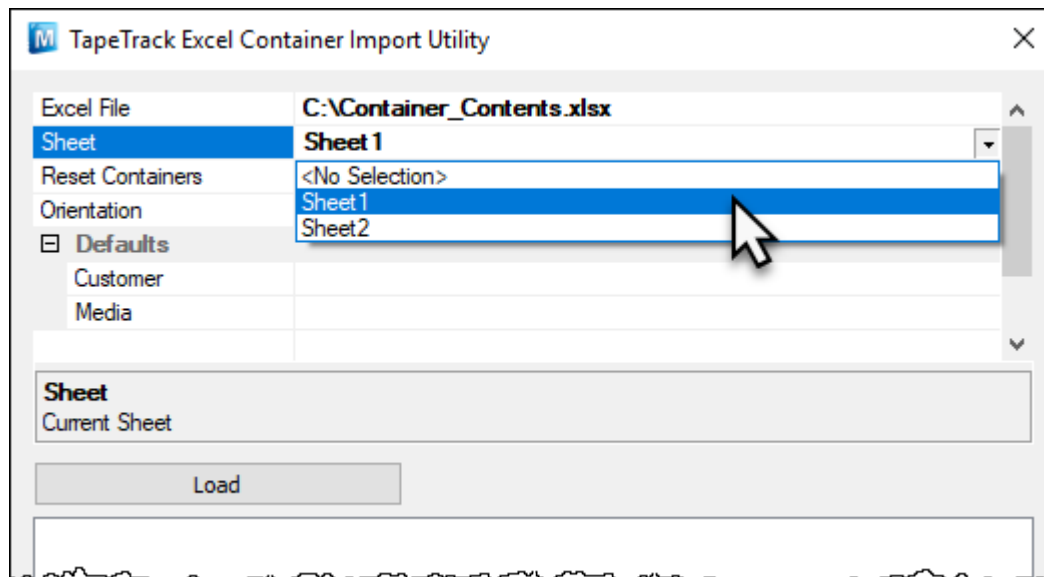 TapeTrack Excel Container Import Utility
Excel File C:\Container_Contents.xlsx
Sheet Sheet1
Reset Containers <No Selection>
Sheet1
Orientation Sheet2
Defaults
Customer
Media
Sheet
Current Sheet
Load